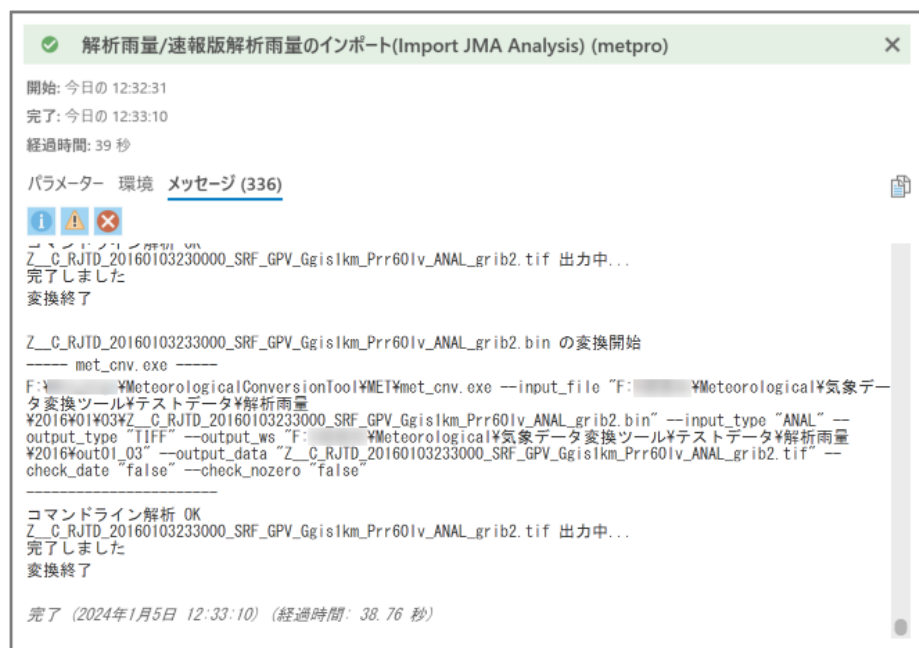 解析雨量/速報版解析雨量のインポート(Import JMA Analysis) (metpro)
開始: 今日の 12:32:31
完了: 今日の 12:33:10
経過時間: 39 秒
パラメーター 環境 メッセージ (336)
コマンドライン解析 OK
Z__C_RJTD_20160103230000_SRF_GPV_Ggis1km_Prr60lv_ANAL_grib2.tif 出力中...
完了しました
変換終了
Z__C_RJTD_20160103233000_SRF_GPV_Ggis1km_Prr60lv_ANAL_grib2.bin の変換開始
----- met_cnv.exe -----
F:¥ ¥MeteorologicalConversionTool¥MET¥met_cnv.exe --input_file "F: ¥Meteorological¥気象デー
タ変換ツール¥テストデータ¥解析雨量
¥2016¥01¥03¥Z__C_RJTD_20160103233000_SRF_GPV_Ggis1km_Prr60lv_ANAL_grib2.bin" --input_type "ANAL" --
output_type "TIFF" --output_ws "F: ¥Meteorological¥気象データ変換ツール¥テストデータ¥解析雨量
¥2016¥out01_03" --output_data "Z__C_RJTD_20160103233000_SRF_GPV_Ggis1km_Prr60lv_ANAL_grib2.tif" --
check_date "false" --check_nozero "false"
-----------------------
コマンドライン解析 OK
Z__C_RJTD_20160103233000_SRF_GPV_Ggis1km_Prr60lv_ANAL_grib2.tif 出力中...
完了しました
変換終了
完了 (2024年1月5日 12:33:10) (経過時間: 38.76 秒)